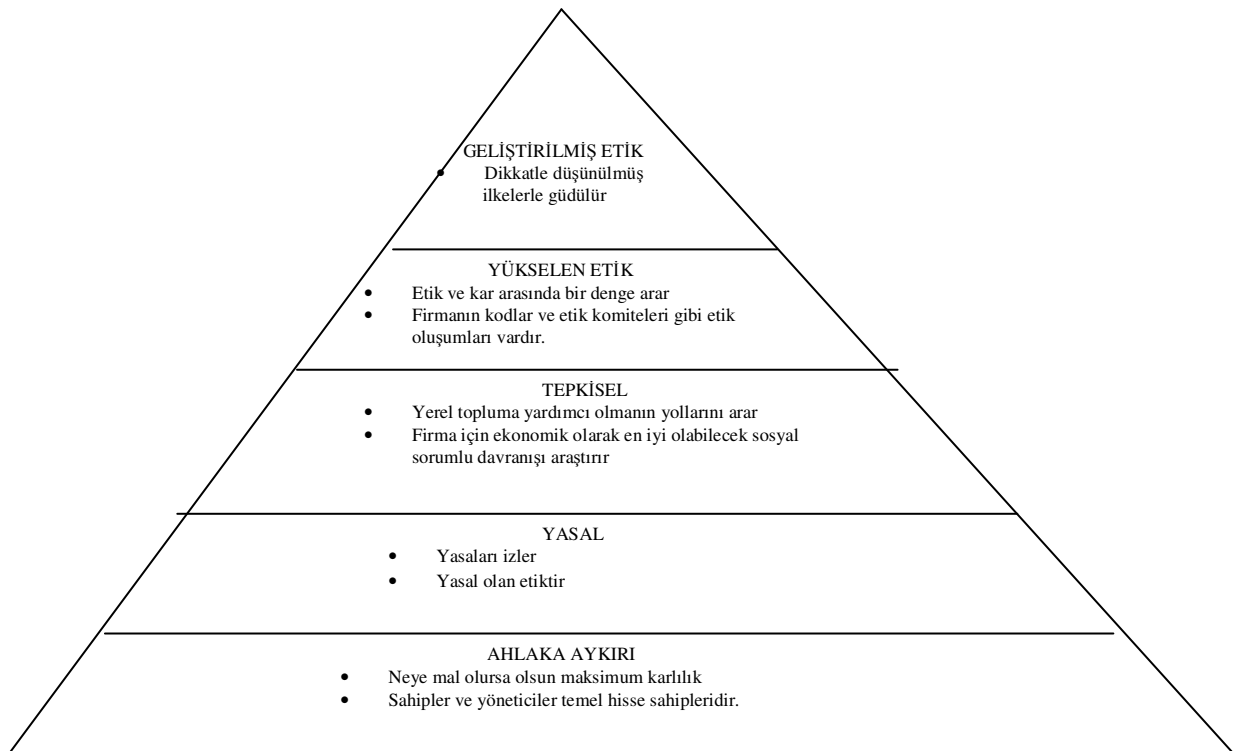 GELİŞTİRİLMİŞ ETİK
• Dikkatle düşünülmüş
ilkelerle güdülür
YÜKSELEN ETİK
• Etik ve kar arasında bir denge arar
• Firmanın kodlar ve etik komiteleri gibi etik
oluşumları vardır.
TEPKİSEL
• Yerel topluma yardımcı olmanın yollarını arar
• Firma için ekonomik olarak en iyi olabilecek sosyal
sorumlu davranışı araştırır
YASAL
• Yasaları izler
• Yasal olan etiktir
AHLAKA AYKIRI
• Neye mal olursa olsun maksimum karlılık
• Sahipler ve yöneticiler temel hisse sahipleridir.